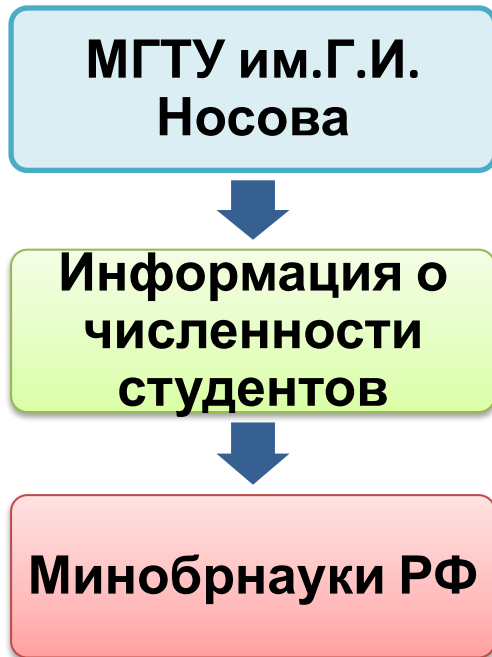 МГТУ им.Г.И.
Носова
Информация о
численности
студентов
Минобрнауки РФ